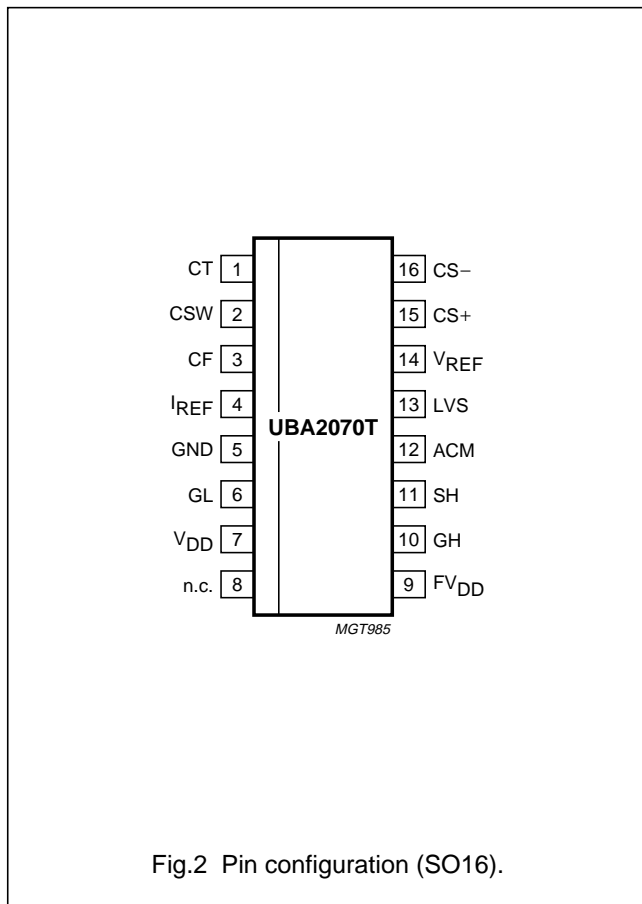 CT 1 16 CS−
CSW 2 15 CS+
CF 3 14 VREF
IREF 4 13 LVS
UBA2070T
GND 5 12 ACM
GL 6 11 SH
VDD 7 10 GH
n.c. 8 9 FVDD
MGT985
Fig.2 Pin configuration (SO16).